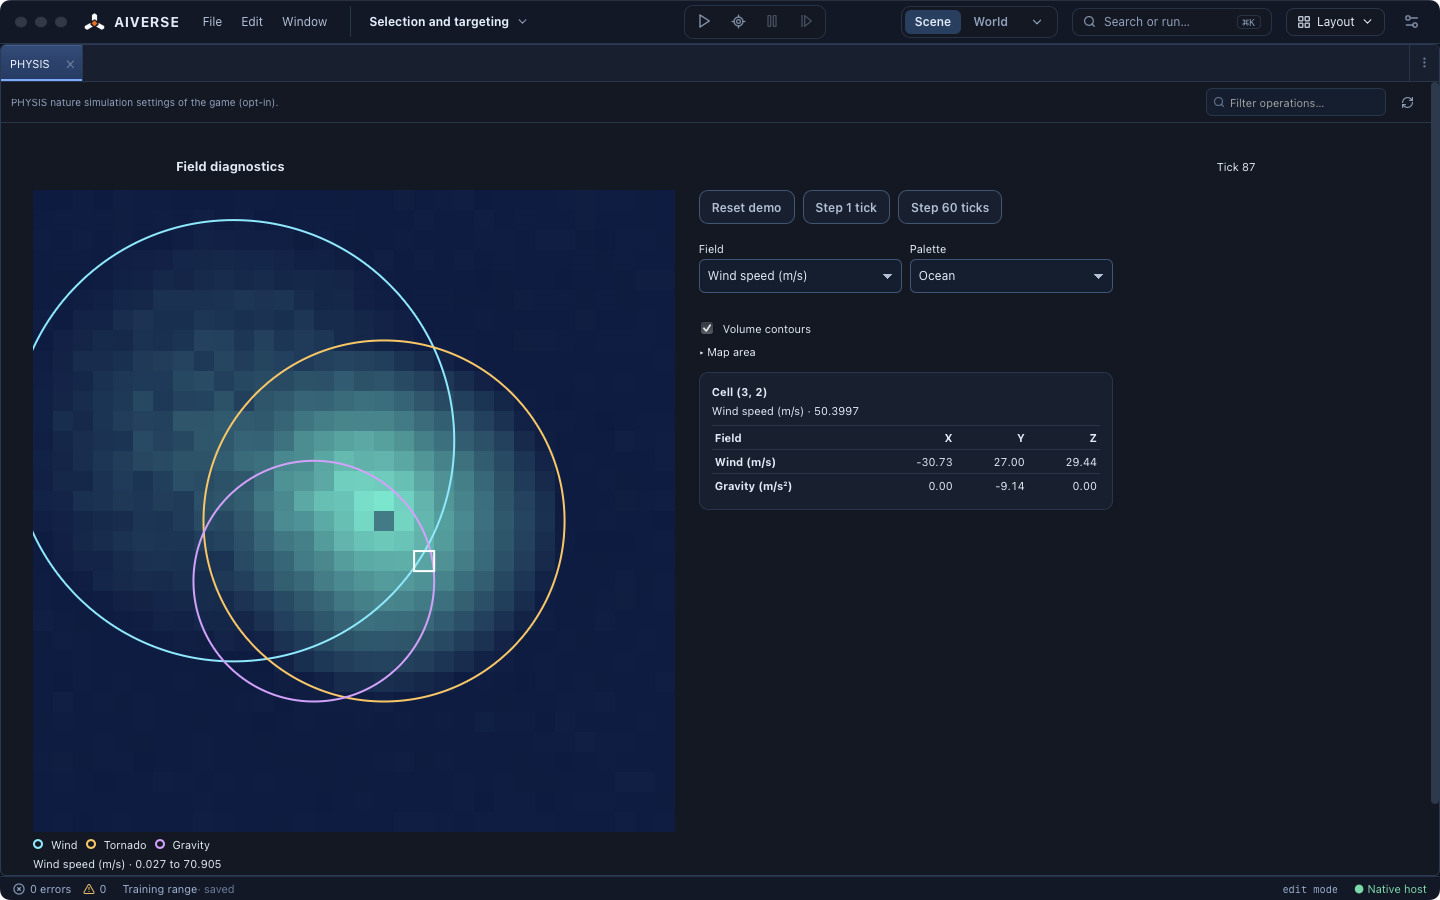 AIVERSE File Edit Window Selection and targeting Scene World Search or run... ⌘K Layout
PHYSIS
PHYSIS nature simulation settings of the game (opt-in). Filter operations...
Field diagnostics Tick 87
Reset demo Step 1 tick Step 60 ticks
Field Palette
Wind speed (m/s) Ocean
Volume contours
Map area
Cell (3, 2)
Wind speed (m/s) · 50.3997
Field X Y Z
Wind (m/s) -30.73 27.00 29.44
Gravity (m/s²) 0.00 -9.14 0.00
Wind Tornado Gravity
Wind speed (m/s) · 0.027 to 70.905
0 errors 0 Training range · saved edit mode Native host